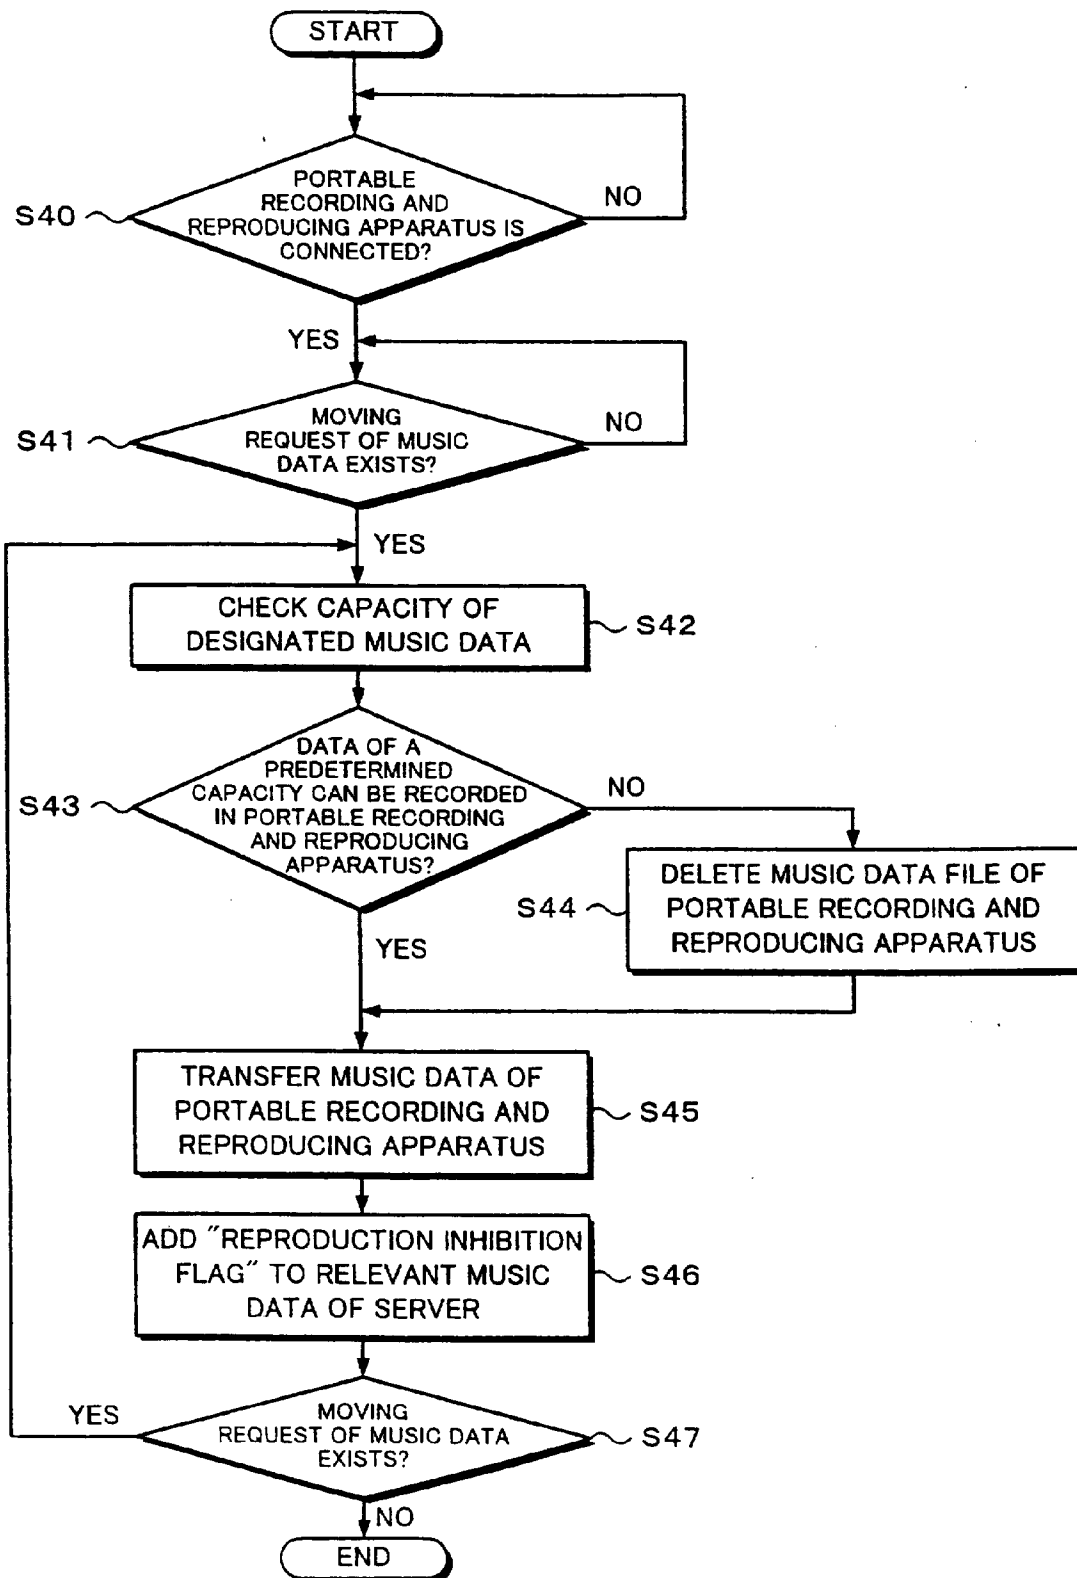 START
PORTABLE
RECORDING AND
REPRODUCING APPARATUS IS
CONNECTED?
S40
NO
YES
MOVING
REQUEST OF MUSIC
DATA EXISTS?
S41
NO
YES
CHECK CAPACITY OF
DESIGNATED MUSIC DATA
S42
DATA OF A
PREDETERMINED
CAPACITY CAN BE RECORDED
IN PORTABLE RECORDING
AND REPRODUCING
APPARATUS?
S43
NO
DELETE MUSIC DATA FILE OF
PORTABLE RECORDING AND
REPRODUCING APPARATUS
S44
YES
TRANSFER MUSIC DATA OF
PORTABLE RECORDING AND
REPRODUCING APPARATUS
S45
ADD "REPRODUCTION INHIBITION
FLAG" TO RELEVANT MUSIC
DATA OF SERVER
S46
YES
MOVING
REQUEST OF MUSIC DATA
EXISTS?
S47
NO
END